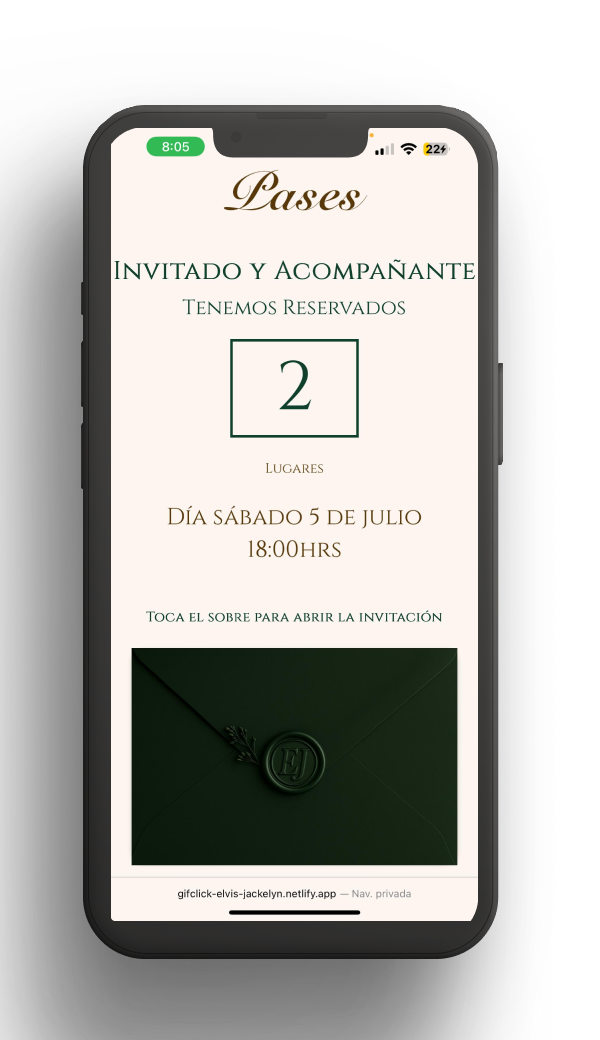 8:05
22
Pases
Invitado y Acompañante
Tenemos Reservados
2
Lugares
Día sábado 5 de julio
18:00hrs
Toca el sobre para abrir la invitación
EJ
gifclick-elvis-jackelyn.netlify.app — Nav. privada